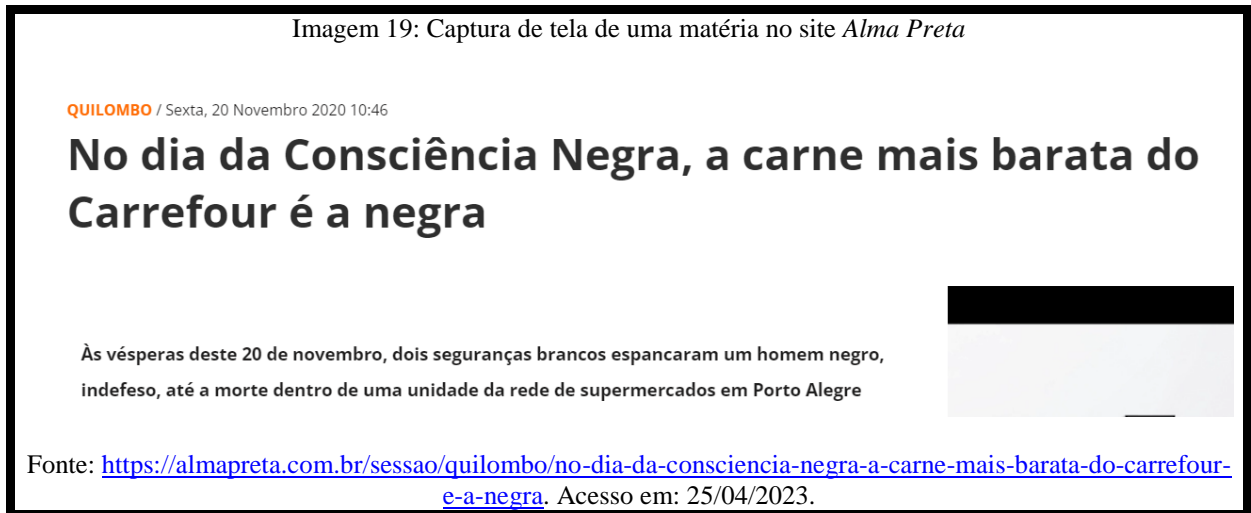 Imagem 19: Captura de tela de uma matéria no site Alma Preta
QUILOMBO / Sexta, 20 Novembro 2020 10:46
No dia da Consciência Negra, a carne mais barata do
Carrefour é a negra
Às vésperas deste 20 de novembro, dois seguranças brancos espancaram um homem negro,
indefeso, até a morte dentro de uma unidade da rede de supermercados em Porto Alegre
Fonte: https://almapreta.com.br/sessao/quilombo/no-dia-da-consciencia-negra-a-carne-mais-barata-do-carrefour-
e-a-negra. Acesso em: 25/04/2023.